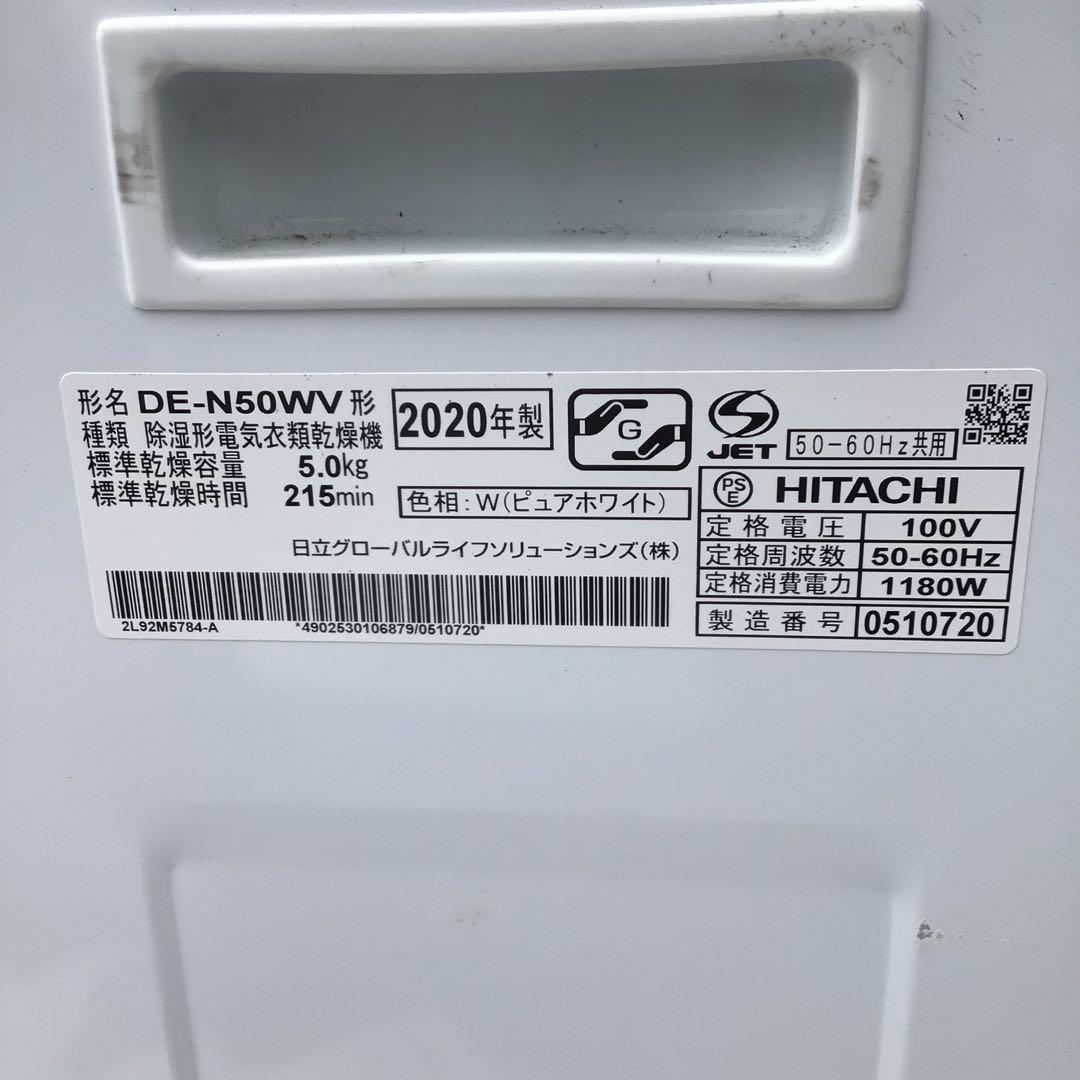 形名 DE-N50WV 形
種類 除湿形電気衣類乾燥機
標準乾燥容量 5.0kg
標準乾燥時間 215min
2020年製
G
JET
50-60Hz共用
色相:W(ピュアホワイト)
日立グローバルライフソリューションズ(株)
2L92M5784-A
*4902530106879/0510720*
PS
E
HITACHI
定格電圧 100V
定格周波数 50-60Hz
定格消費電力 1180W
製造番号 0510720